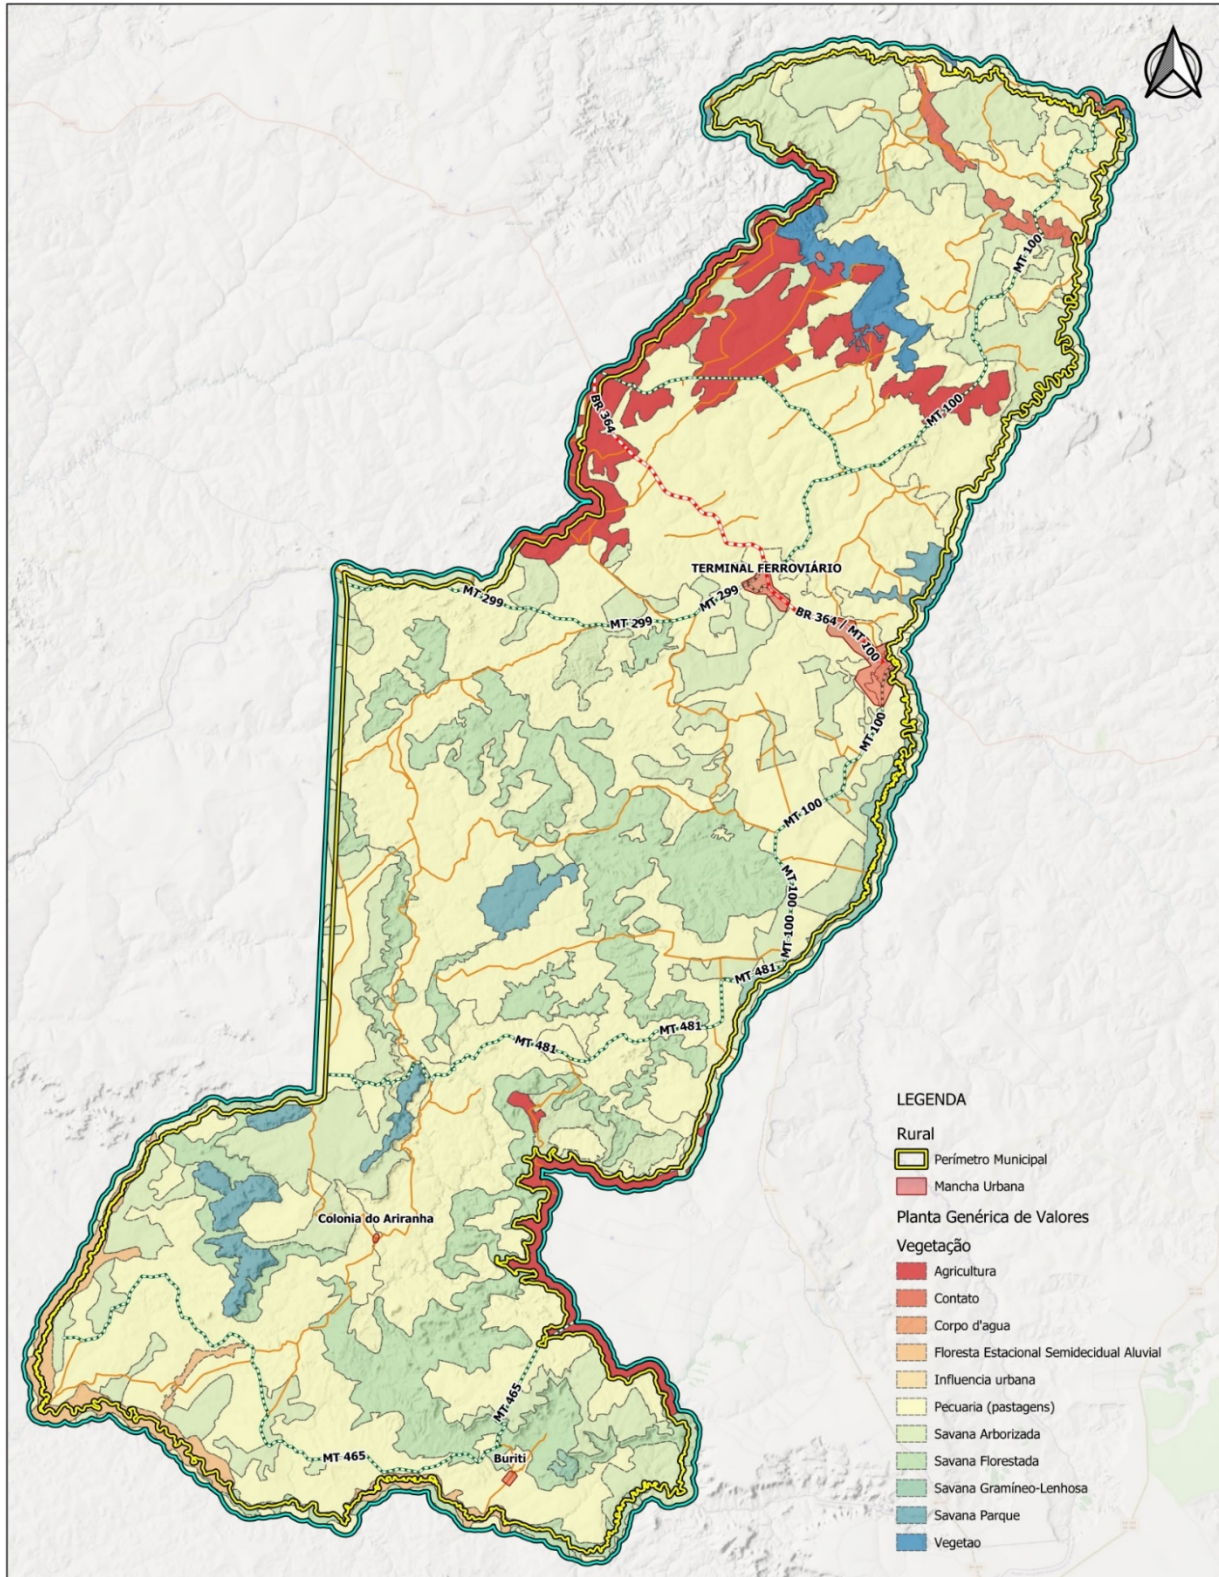 MT-100
BR 364
MT-100
TERMINAL FERROVIÁRIO
MT-299
MT-299
MT-299
BR 364 / MT-100
MT-100
MT-100
MT 100
MT-100
MT-481
MT-481
MT-481
Colonia do Ariranha
MT-465
MT 465
Buriti
LEGENDA
Rural
Perímetro Municipal
Mancha Urbana
Planta Genérica de Valores
Vegetação
Agricultura
Contato
Corpo d'agua
Floresta Estacional Semidecidual Aluvial
Influencia urbana
Pecuaria (pastagens)
Savana Arborizada
Savana Florestada
Savana Gramíneo-Lenhosa
Savana Parque
Vegetao